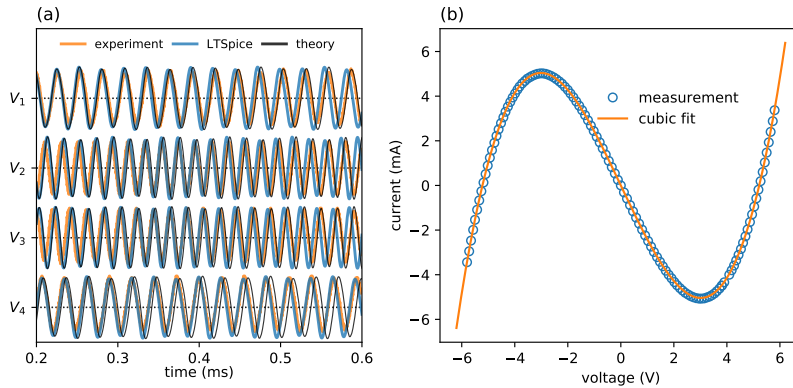 (a)
experiment LTSpice theory
V1
V2
V3
V4
0.2 0.3 0.4 0.5 0.6
time (ms)
(b)
6
4
2
0
−2
−4
−6
current (mA)
measurement
cubic fit
−6 −4 −2 0 2 4 6
voltage (V)